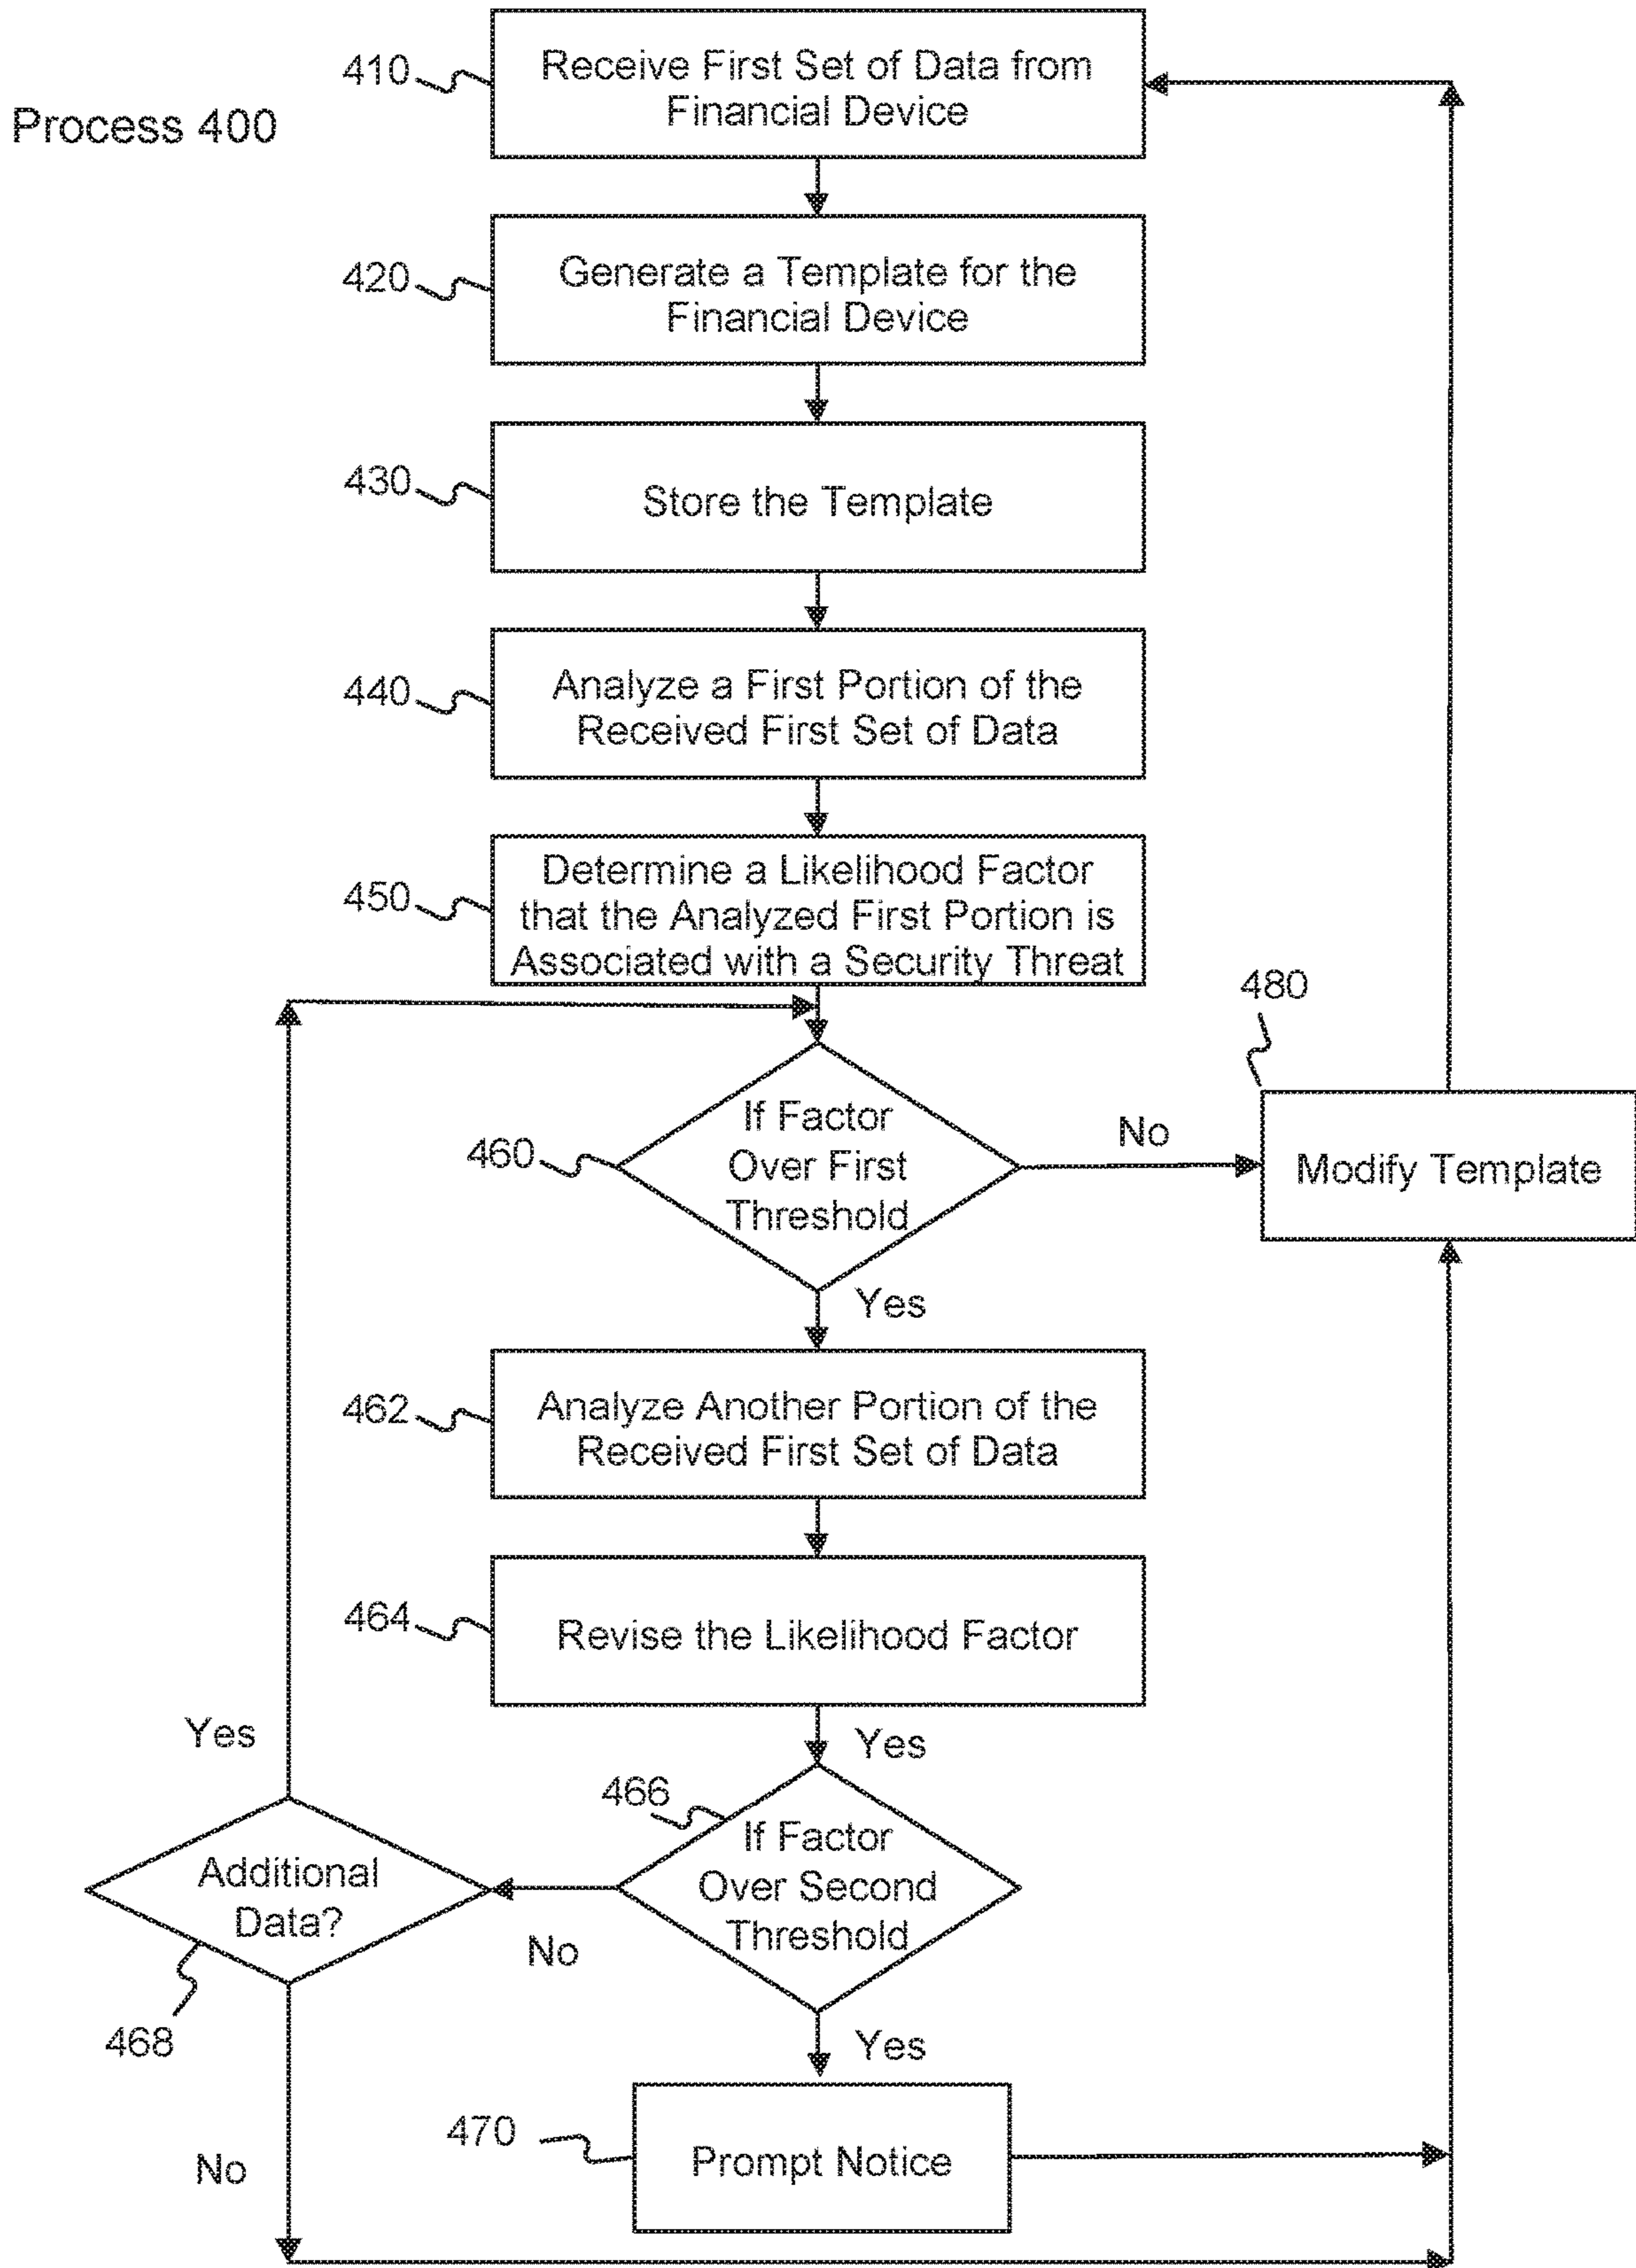 410
Receive First Set of Data from
Financial Device
Process 400
420
Generate a Template for the
Financial Device
430
Store the Template
440
Analyze a First Portion of the
Received First Set of Data
450
Determine a Likelihood Factor
that the Analyzed First Portion is
Associated with a Security Threat
480
460
If Factor
Over First
Threshold
No
Modify Template
Yes
462
Analyze Another Portion of the
Received First Set of Data
464
Revise the Likelihood Factor
Yes
Yes
466
If Factor
Over Second
Threshold
Additional
Data?
No
468
Yes
470
Prompt Notice
No